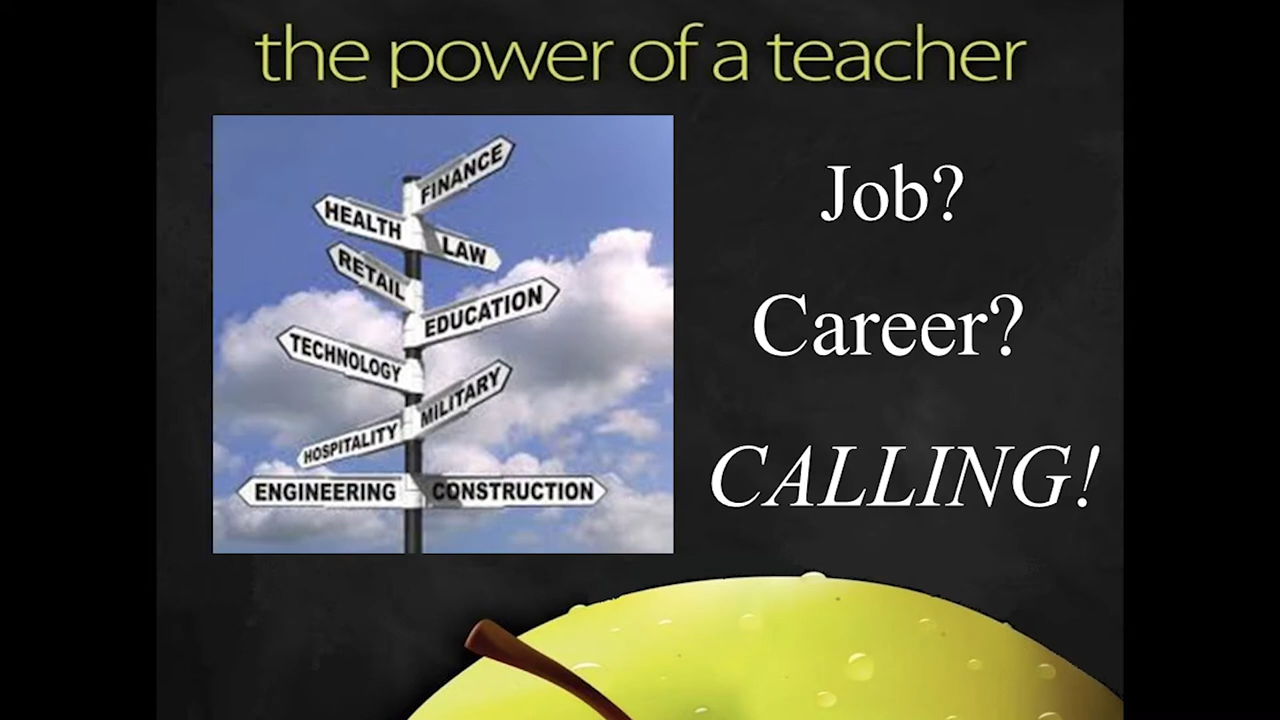 the power of a teacher
FINANCE
HEALTH
LAW
RETAIL
EDUCATION
TECHNOLOGY
MILITARY
HOSPITALITY
ENGINEERING
CONSTRUCTION
Job?
Career?
CALLING!